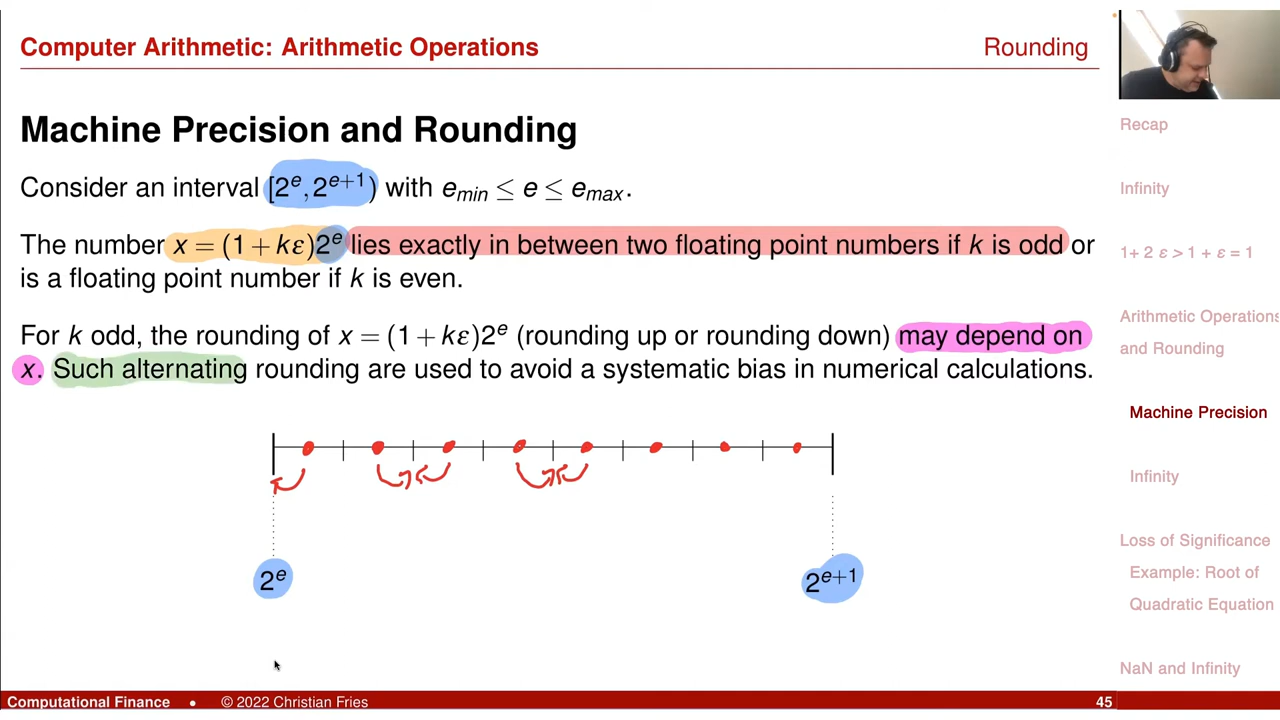 Computer Arithmetic: Arithmetic Operations
Rounding
Machine Precision and Rounding
Consider an interval [2^e, 2^{e+1}) with e_{min} ≤ e ≤ e_{max}.
The number x = (1 + kε)2^e lies exactly in between two floating point numbers if k is odd or
is a floating point number if k is even.
For k odd, the rounding of x = (1 + kε)2^e (rounding up or rounding down) may depend on
x. Such alternating rounding are used to avoid a systematic bias in numerical calculations.
2^e
2^{e+1}
Recap
Infinity
1+ 2 ε > 1 + ε = 1
Arithmetic Operations
and Rounding
Machine Precision
Infinity
Loss of Significance
Example: Root of
Quadratic Equation
NaN and Infinity
Computational Finance • © 2022 Christian Fries
45